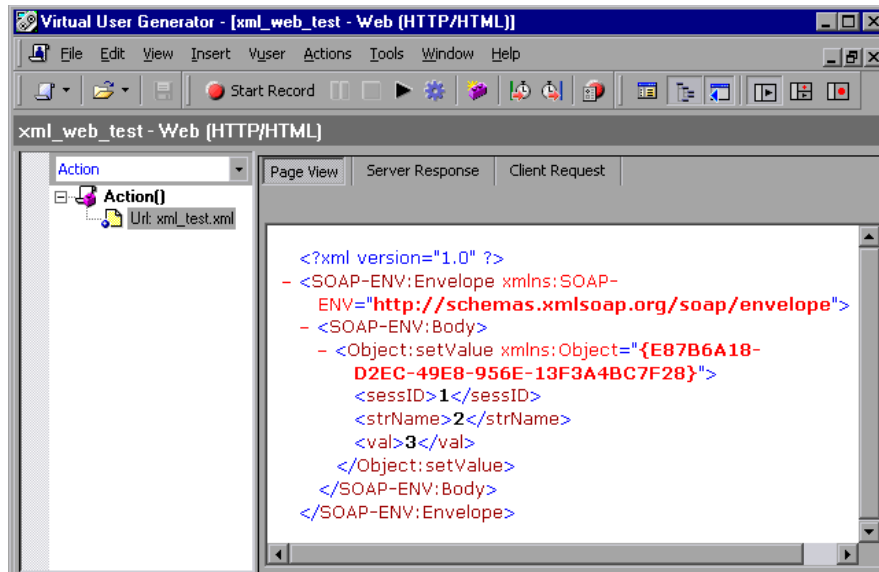 Virtual User Generator - [xml_web_test - Web (HTTP/HTML)]
File Edit View Insert Vuser Actions Tools Window Help
Start Record
xml_web_test - Web (HTTP/HTML)
Action
Action()
Url: xml_test.xml
Page View Server Response Client Request
<?xml version="1.0" ?>
- <SOAP-ENV:Envelope xmlns:SOAP-
ENV="http://schemas.xmlsoap.org/soap/envelope">
- <SOAP-ENV:Body>
- <Object:setValue xmlns:Object="{E87B6A18-
D2EC-49E8-956E-13F3A4BC7F28}">
<sessID>1</sessID>
<strName>2</strName>
<val>3</val>
</Object:setValue>
</SOAP-ENV:Body>
</SOAP-ENV:Envelope>